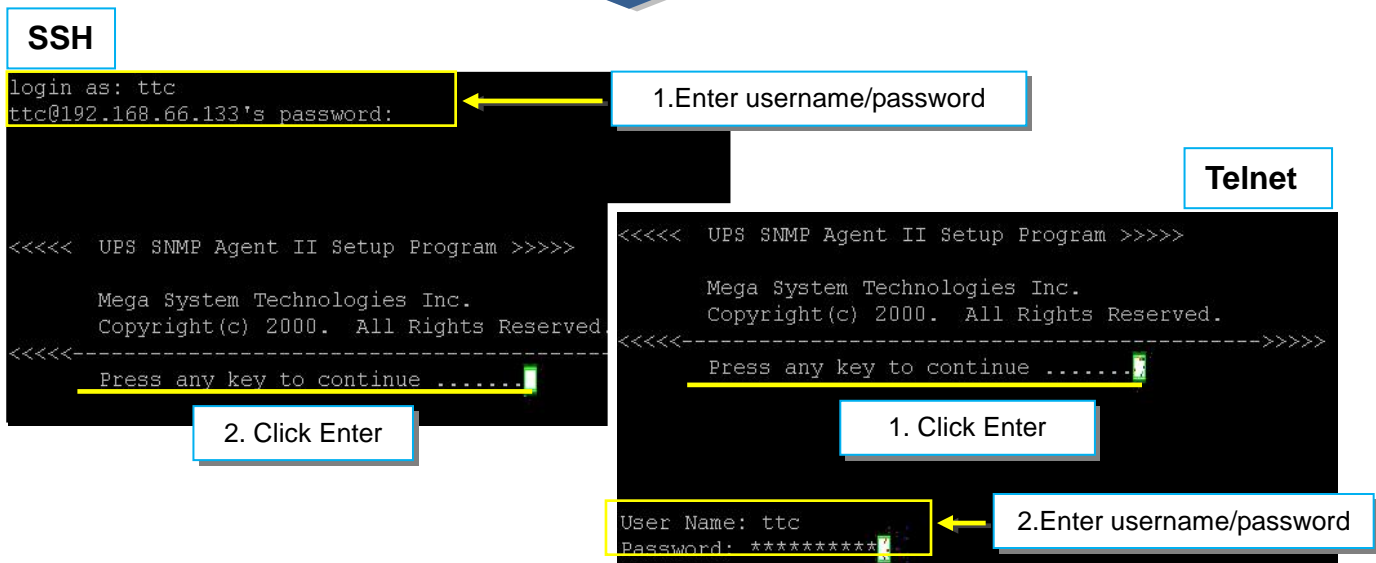 SSH
login as: ttc
ttc@192.168.66.133's password:
1.Enter username/password
<<<<<  UPS SNMP Agent II Setup Program >>>>>
Mega System Technologies Inc.
Copyright(c) 2000.  All Rights Reserved.
<<<<<-----------------------------------------
Press any key to continue .......
2. Click Enter
Telnet
<<<<<  UPS SNMP Agent II Setup Program >>>>>
Mega System Technologies Inc.
Copyright(c) 2000.  All Rights Reserved.
<<<<<--------------------------------------------->>>>>
Press any key to continue .......
1. Click Enter
User Name: ttc
Password: **********
2.Enter username/password